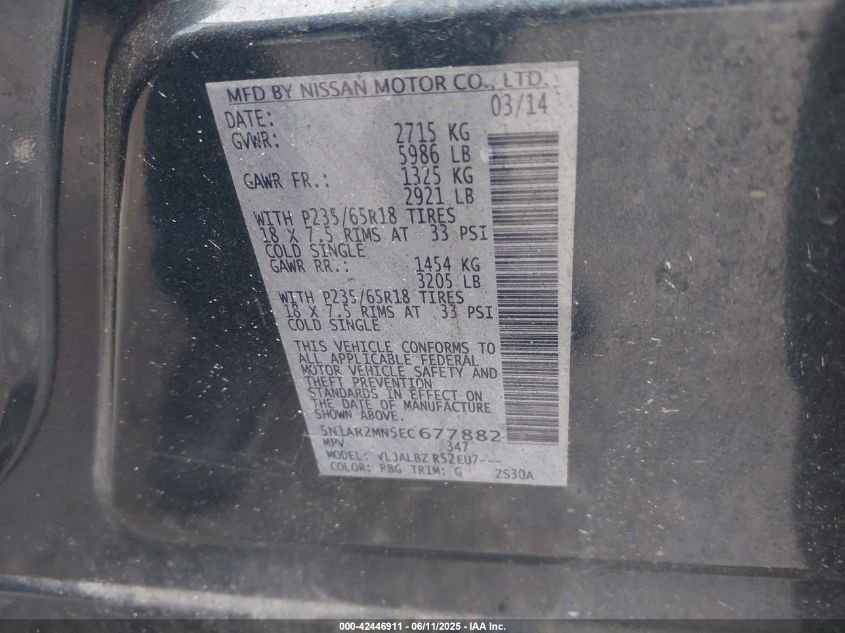 MFD BY NISSAN MOTOR CO., LTD.
DATE: 03/14
GVWR: 2715 KG
5986 LB
GAWR FR.: 1325 KG
2921 LB
WITH P235/65R18 TIRES
18 X 7.5 RIMS AT 33 PSI
COLD SINGLE
GAWR RR.: 1454 KG
3205 LB
WITH P235/65R18 TIRES
18 X 7.5 RIMS AT 33 PSI
COLD SINGLE
THIS VEHICLE CONFORMS TO
ALL APPLICABLE FEDERAL
MOTOR VEHICLE SAFETY AND
THEFT PREVENTION
STANDARDS IN EFFECT ON
THE DATE OF MANUFACTURE
SHOWN ABOVE.
5N1AR2MN5EC677882
MPV 347
MODEL: VLJALBZ R52EU7---
COLOR: RBG TRIM: G ZS30A
000-42446911 - 06/11/2025 - IAA Inc.